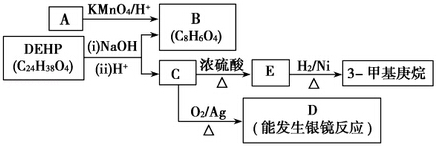 A
KMnO₄/H⁺
B
(C₈H₆O₄)
DEHP
(C₂₄H₃₈O₄)
(i)NaOH
(ii)H⁺
C
浓硫酸
△
E
H₂/Ni
△
3-甲基庚烷
O₂/Ag
△
D
(能发生银镜反应)